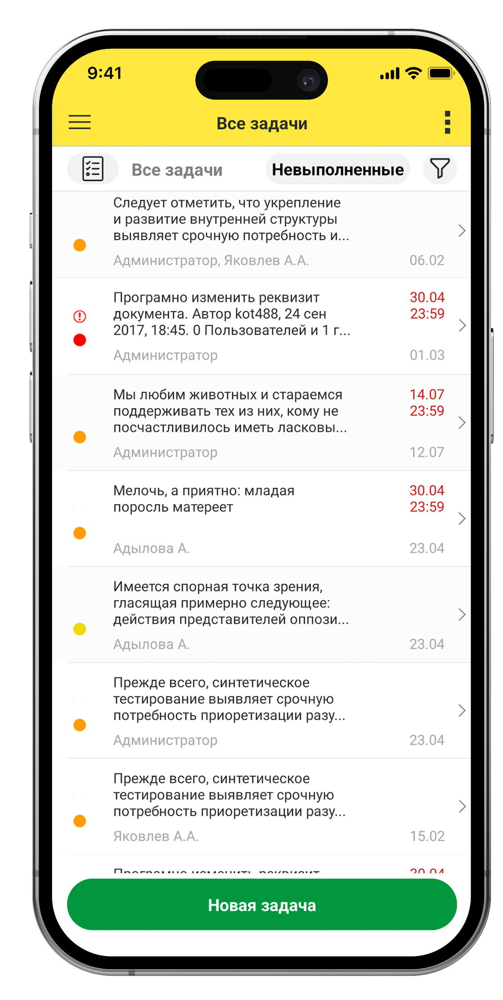 9:41
Все задачи
Все задачи
Невыполненные
Следует отметить, что укрепление
и развитие внутренней структуры
выявляет срочную потребность и...
Администратор, Яковлев А.А.
06.02
Програмно изменить реквизит
30.04
документа. Автор kot488, 24 сен
23:59
2017, 18:45. 0 Пользователей и 1 г...
Администратор
01.03
Мы любим животных и стараемся
14.07
поддерживать тех из них, кому не
23:59
посчастливилось иметь ласковы...
Администратор
12.07
Мелочь, а приятно: младая
30.04
поросль матереет
23:59
Адылова А.
23.04
Имеется спорная точка зрения,
гласящая примерно следующее:
действия представителей оппози...
Адылова А.
23.04
Прежде всего, синтетическое
тестирование выявляет срочную
потребность приоретизации разу...
Администратор
23.04
Прежде всего, синтетическое
тестирование выявляет срочную
потребность приоретизации разу...
Яковлев А.А.
15.02
Програмно изменить реквизит
30.04
Новая задача